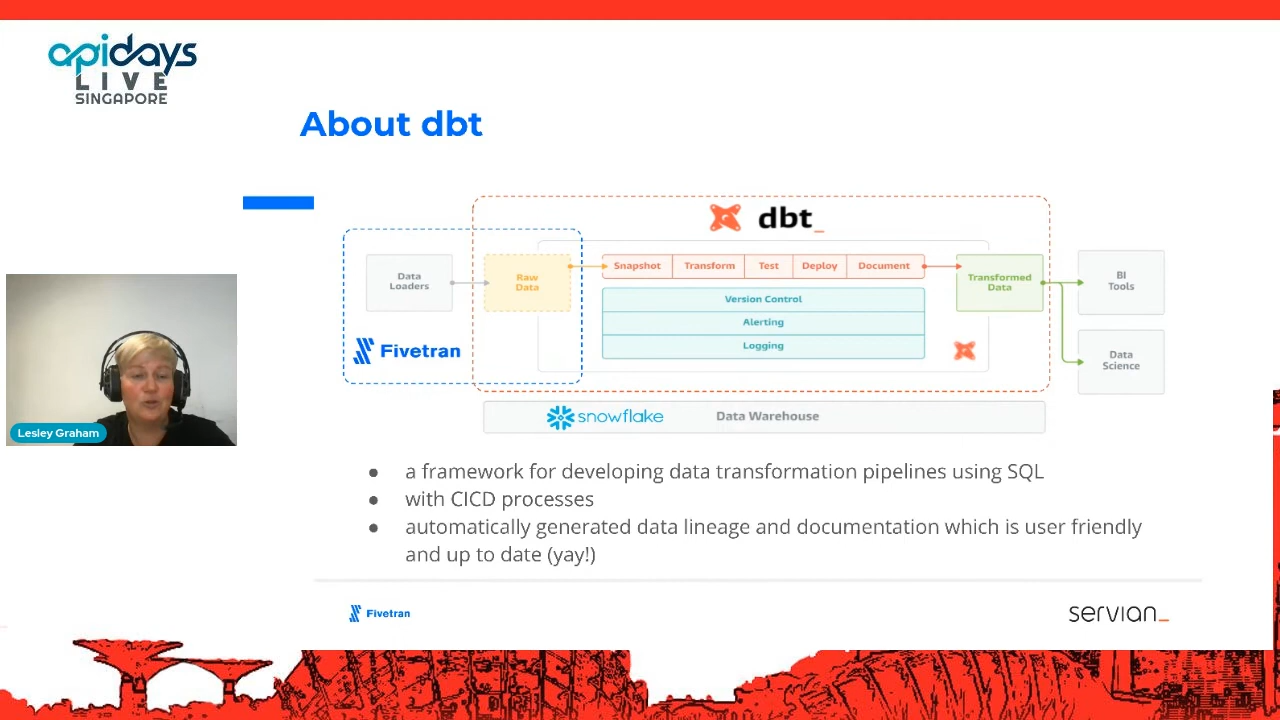 apidays
LIVE
SINGAPORE
About dbt
dbt_
Data
Loaders
Raw
Data
Snapshot
Transform
Test
Deploy
Document
Transformed
Data
BI
Tools
Version Control
Alerting
Logging
Fivetran
Data
Science
snowflake
Data Warehouse
Lesley Graham
● a framework for developing data transformation pipelines using SQL
● with CICD processes
● automatically generated data lineage and documentation which is user friendly
and up to date (yay!)
Fivetran
servian_